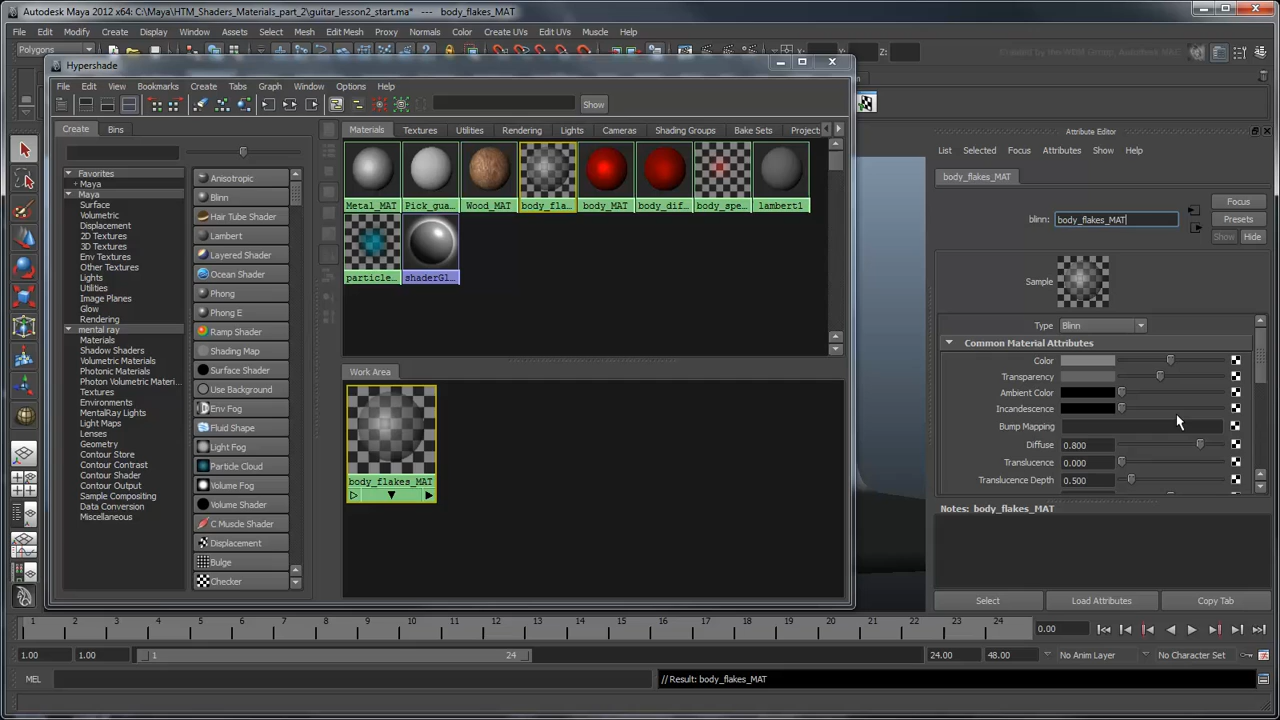 Autodesk Maya 2012 x64: C:\Maya\HTM_Shaders_Materials_part_2\guitar_lesson2_start.ma* --- body_flakes_MAT
File Edit Modify Create Display Window Assets Select Mesh Edit Mesh Proxy Normals Color Create UVs Edit UVs Muscle Help
Polygons
X: Y: Z:
Hypershade
File Edit View Bookmarks Create Tabs Graph Window Options Help
Show
Create Bins
Favorites
+ Maya
Maya
Surface
Volumetric
Displacement
2D Textures
3D Textures
Env Textures
Other Textures
Lights
Utilities
Image Planes
Glow
Rendering
mental ray
Materials
Shadow Shaders
Volumetric Materials
Photonic Materials
Photon Volumetric Materi...
Textures
Environments
MentalRay Lights
Light Maps
Lenses
Geometry
Contour Store
Contour Contrast
Contour Shader
Contour Output
Sample Compositing
Data Conversion
Miscellaneous
Anisotropic
Blinn
Hair Tube Shader
Lambert
Layered Shader
Ocean Shader
Phong
Phong E
Ramp Shader
Shading Map
Surface Shader
Use Background
Env Fog
Fluid Shape
Light Fog
Particle Cloud
Volume Fog
Volume Shader
C Muscle Shader
Displacement
Bulge
Checker
Materials Textures Utilities Rendering Lights Cameras Shading Groups Bake Sets Project
Metal_MAT Pick_gua... Wood_MAT body_fla... body_MAT body_dif... body_spe... lambert1
particle... shaderGl...
Work Area
body_flakes_MAT
Attribute Editor
List Selected Focus Attributes Show Help
body_flakes_MAT
blinn: body_flakes_MAT
Focus
Presets
Show Hide
Sample
Type Blinn
Common Material Attributes
Color
Transparency
Ambient Color
Incandescence
Bump Mapping
Diffuse 0.800
Translucence 0.000
Translucence Depth 0.500
Notes: body_flakes_MAT
Select Load Attributes Copy Tab
1 2 3 4 5 6 7 8 9 10 11 12 13 14 15 16 17 18 19 20 21 22 23 24
0.00
1.00 1.00 1 24 24.00 48.00 No Anim Layer No Character Set
MEL // Result: body_flakes_MAT